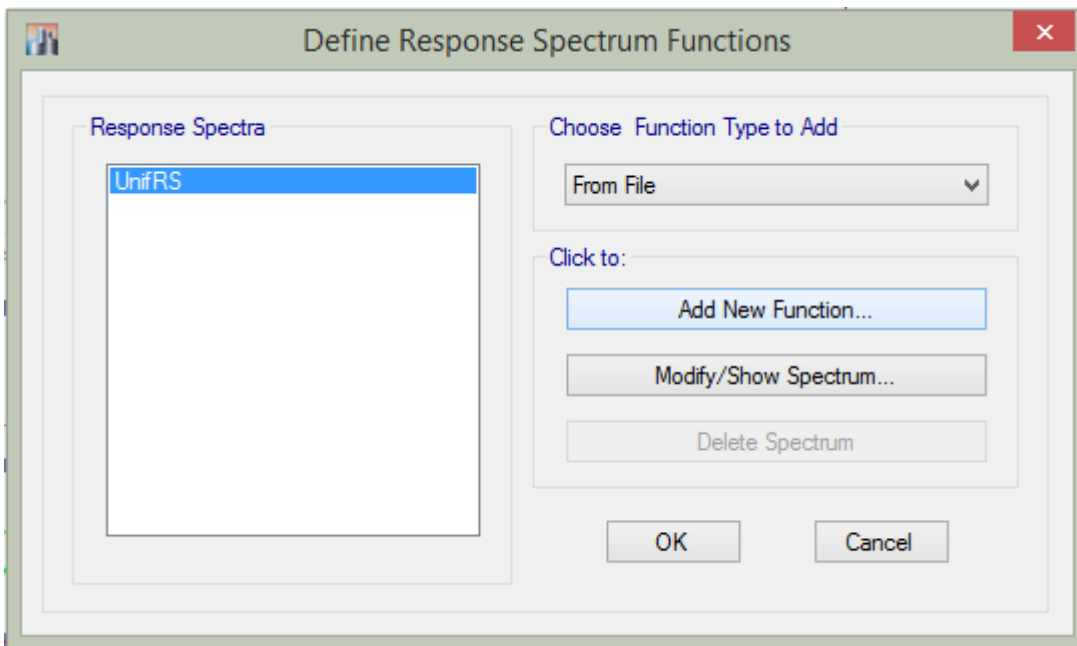 Define Response Spectrum Functions
Response Spectra
UnifRS
Choose Function Type to Add
From File
Click to:
Add New Function...
Modify/Show Spectrum...
Delete Spectrum
OK
Cancel